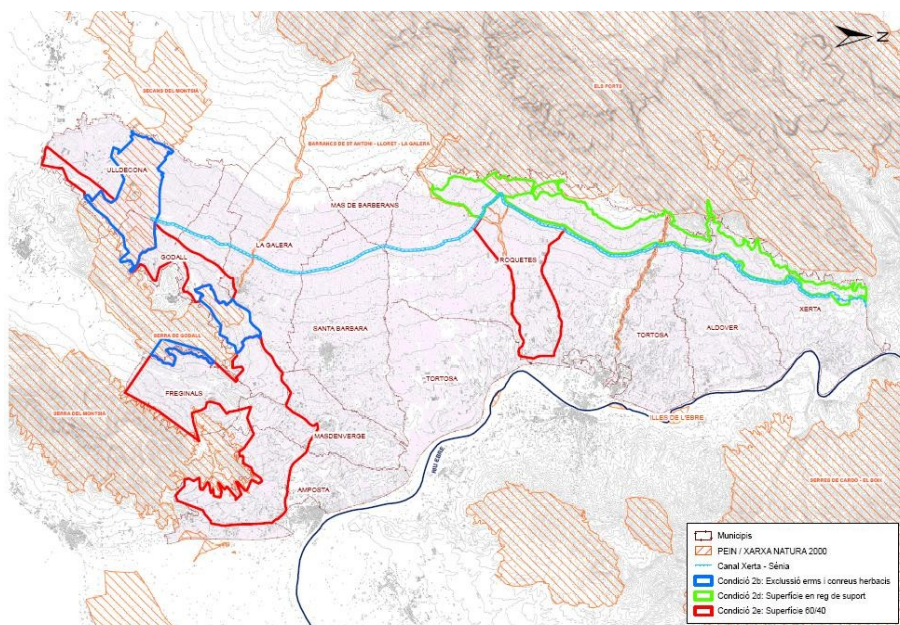 N
ELS PORTS
SECANS DEL MONTSIÀ
BARRANCO DE ST ANTONI - LLORET - LA GALERA
ULLDECONA
MAS DE BARBERANS
LA GALERA
GODALL
ROQUETES
XERTA
SANTA BARBARA
TORTOSA
ALDOVER
SERRA DE GODALL
TORTOSA
FREGINALS
SERRA DEL MONTSIÀ
ILLES DE L'EBRE
MASDENVERGE
RIU EBRE
AMPOSTA
SERRES DE CARDÓ - EL BOIX
Municipis
PEIN / XARXA NATURA 2000
Canal Xerta - Sénia
Condició 2b: Exclussió erms i conreus herbacis
Condició 2d: Superfície en reg de suport
Condició 2e: Superfície 60/40